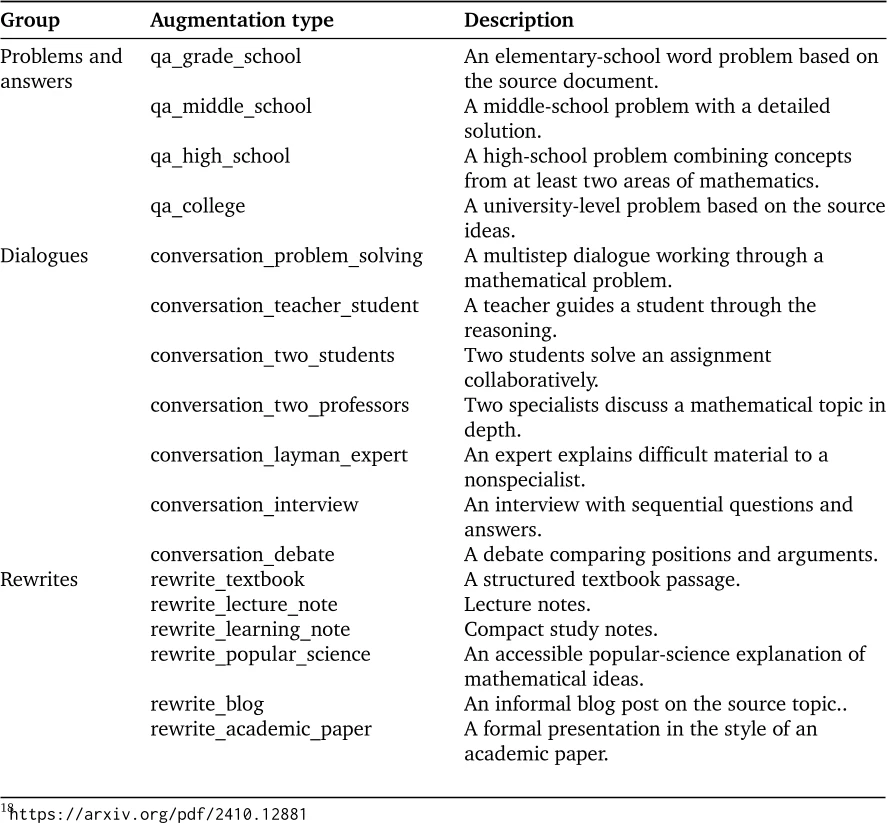 Group Augmentation type Description
Problems and qa_grade_school An elementary-school word problem based on
answers the source document.
qa_middle_school A middle-school problem with a detailed
solution.
qa_high_school A high-school problem combining concepts
from at least two areas of mathematics.
qa_college A university-level problem based on the source
ideas.
Dialogues conversation_problem_solving A multistep dialogue working through a
mathematical problem.
conversation_teacher_student A teacher guides a student through the
reasoning.
conversation_two_students Two students solve an assignment
collaboratively.
conversation_two_professors Two specialists discuss a mathematical topic in
depth.
conversation_layman_expert An expert explains difficult material to a
nonspecialist.
conversation_interview An interview with sequential questions and
answers.
conversation_debate A debate comparing positions and arguments.
Rewrites rewrite_textbook A structured textbook passage.
rewrite_lecture_note Lecture notes.
rewrite_learning_note Compact study notes.
rewrite_popular_science An accessible popular-science explanation of
mathematical ideas.
rewrite_blog An informal blog post on the source topic..
rewrite_academic_paper A formal presentation in the style of an
academic paper.
18 https://arxiv.org/pdf/2410.12881